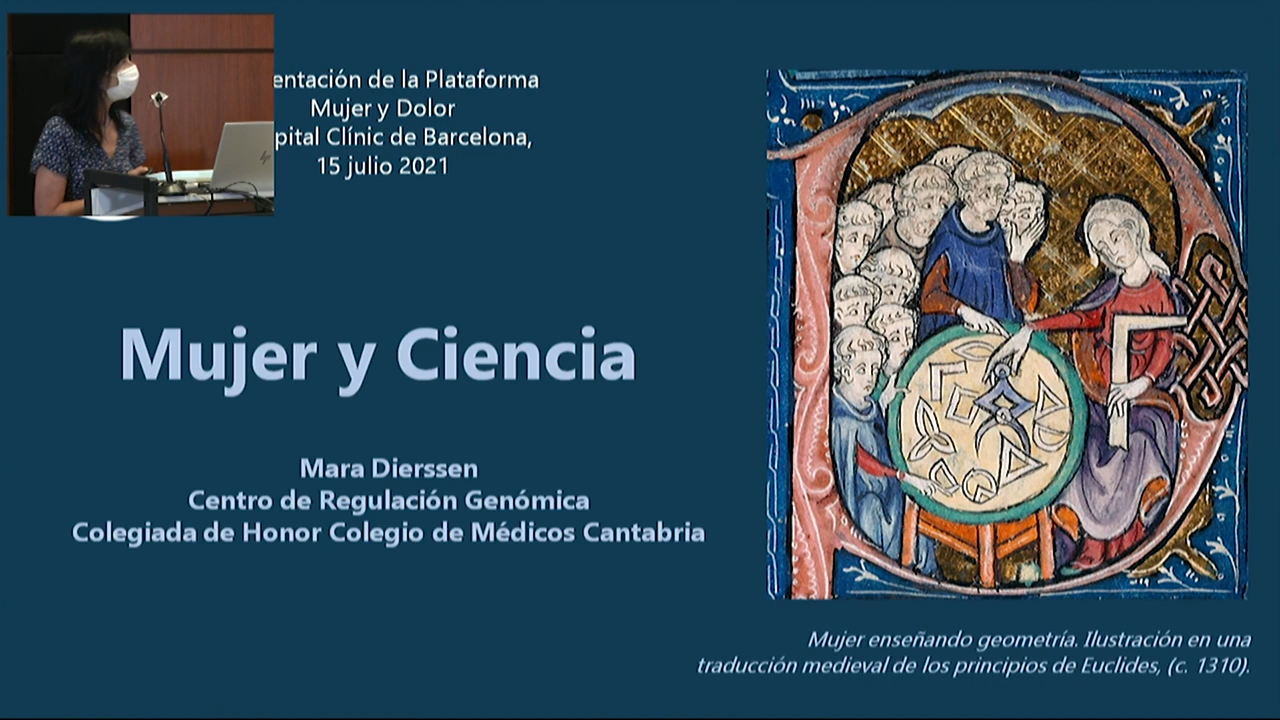 entación de la Plataforma
Mujer y Dolor
pital Clínic de Barcelona,
15 julio 2021
Mujer y Ciencia
Mara Dierssen
Centro de Regulación Genómica
Colegiada de Honor Colegio de Médicos Cantabria
Mujer enseñando geometría. Ilustración en una
traducción medieval de los principios de Euclides, (c. 1310).